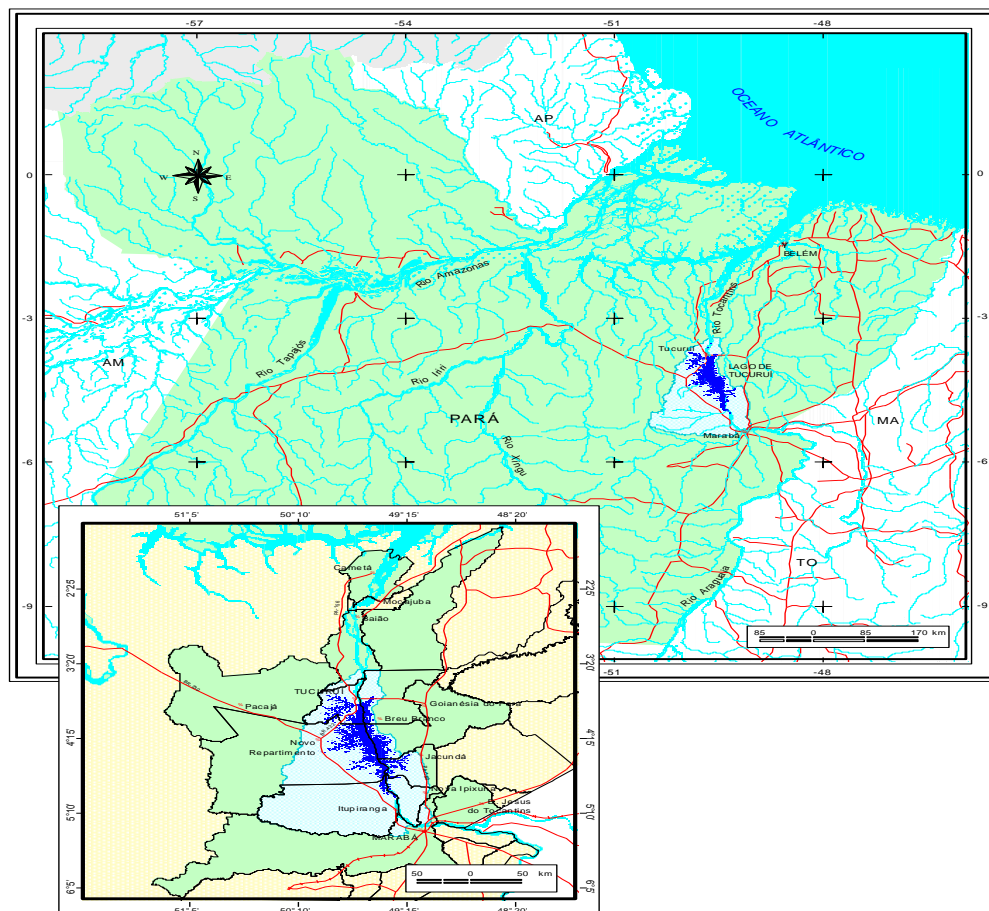 -57
-54
-51
-48
OCEANO ATLÂNTICO
AP
N
W
E
S
0
0
BELÉM
Rio Amazonas
Rio Tocantins
-3
-3
Tucuruí
AM
Rio Tapajós
Rio Iriri
LAGO DE
TUCURUÍ
PARÁ
MA
Marabá
Rio Xingu
-6
-6
TO
Rio Araguaia
-9
-9
85 0 85 170 km
-51
-48
51°5'
50°10'
49°15'
48°20'
Cametá
2°25'
2°25'
Mocajuba
Baião
3°20'
3°20'
TUCURUÍ
Pacajá
Goianésia do Pará
Breu Branco
4°15'
4°15'
Novo
Repartimento
Jacundá
Nova Ipixuna
B. Jesus
do Tocantins
Itupiranga
5°10'
5°10'
MARABÁ
50 0 50 km
6°5'
6°5'
51°5'
50°10'
49°15'
48°20'